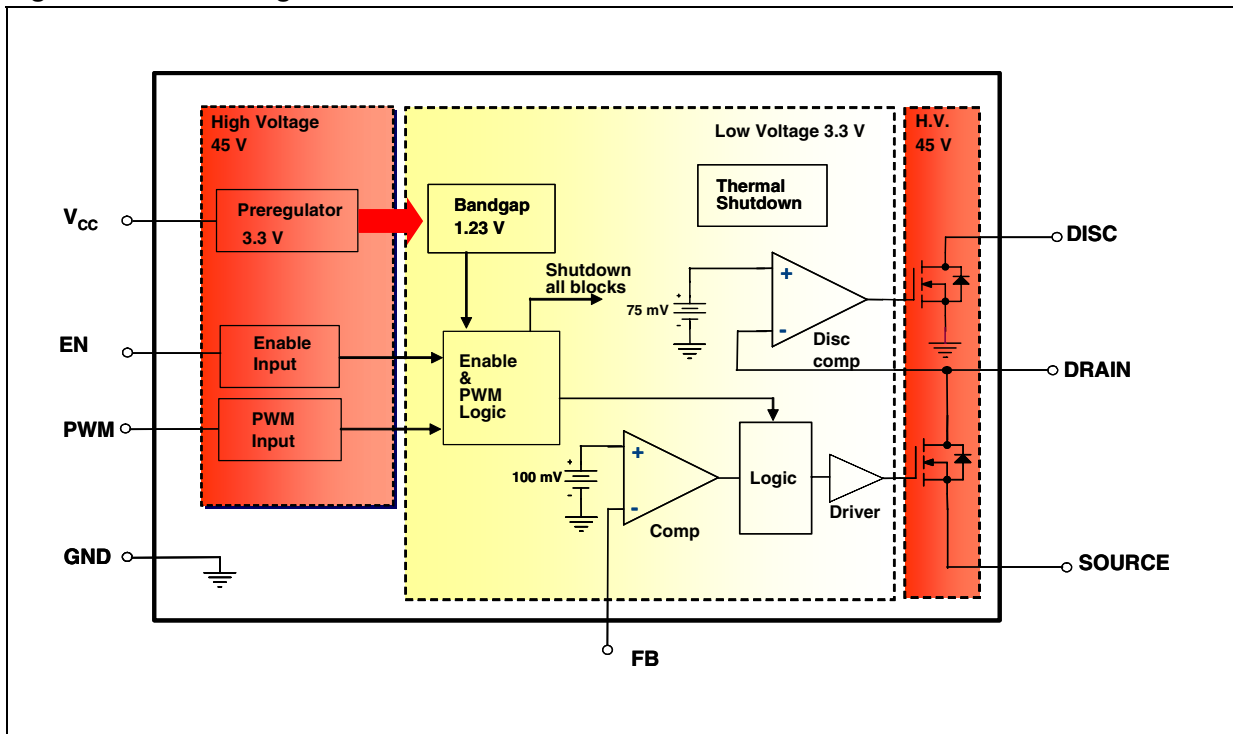 High Voltage
45 V
Low Voltage 3.3 V
H.V.
45 V
Thermal
Shutdown
VCC
Preregulator
3.3 V
Bandgap
1.23 V
DISC
Shutdown
all blocks
+
75 mV
-
+
-
Disc
comp
EN
Enable
Input
Enable
&
PWM
Logic
DRAIN
PWM
PWM
Input
+
100 mV
-
+
-
Comp
Logic
Driver
GND
SOURCE
FB